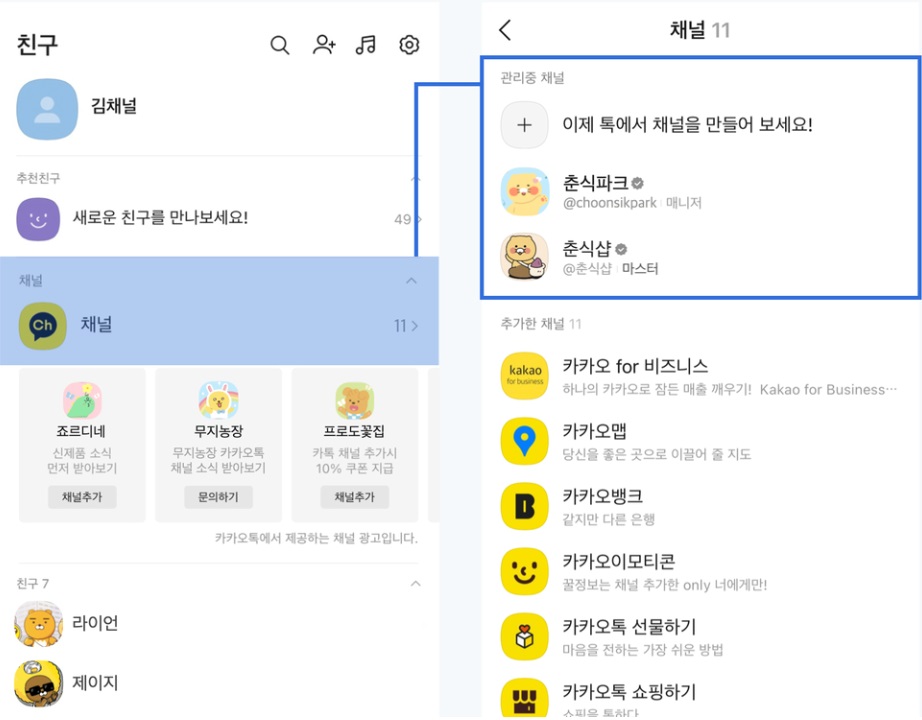 친구
김채널
추천친구
새로운 친구를 만나보세요!
49
채널
Ch
채널
11
죠르디네
신제품 소식
먼저 받아보기
채널추가
무지농장
무지농장 카카오톡
채널 소식 받아보기
문의하기
프로도꽃집
카톡 채널 추가시
10% 쿠폰 지급
채널추가
카카오톡에서 제공하는 채널 광고입니다.
친구 7
라이언
제이지
채널 11
관리중 채널
이제 톡에서 채널을 만들어 보세요!
춘식파크
@choonsikpark 매니저
춘식샵
@춘식샵 마스터
추가한 채널 11
kakao
for business
카카오 for 비즈니스
하나의 카카오로 잠든 매출 깨우기! Kakao for Business…
카카오맵
당신을 좋은 곳으로 이끌어 줄 지도
B
카카오뱅크
같지만 다른 은행
카카오이모티콘
꿀정보는 채널 추가한 only 너에게만!
카카오톡 선물하기
마음을 전하는 가장 쉬운 방법
카카오톡 쇼핑하기
쇼핑을 톡하다